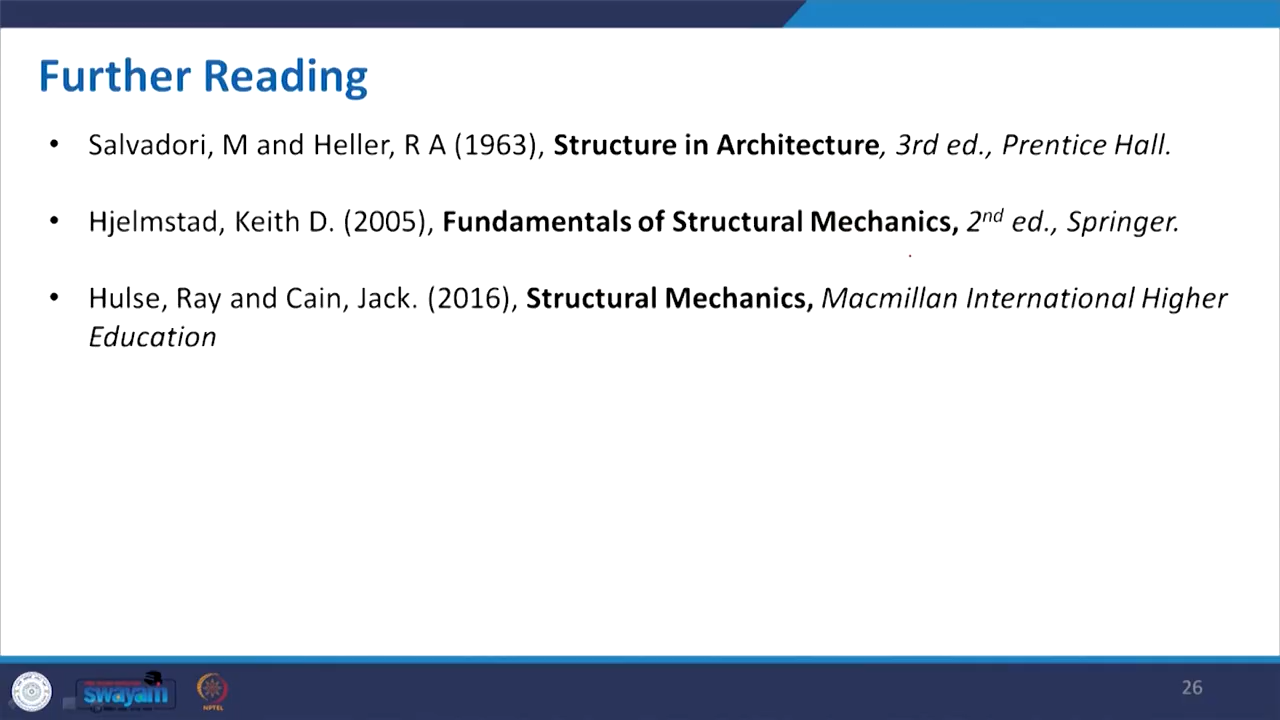 Further Reading
• Salvadori, M and Heller, R A (1963), Structure in Architecture, 3rd ed., Prentice Hall.
• Hjelmstad, Keith D. (2005), Fundamentals of Structural Mechanics, 2nd ed., Springer.
• Hulse, Ray and Cain, Jack. (2016), Structural Mechanics, Macmillan International Higher
Education
swayam
NPTEL
26